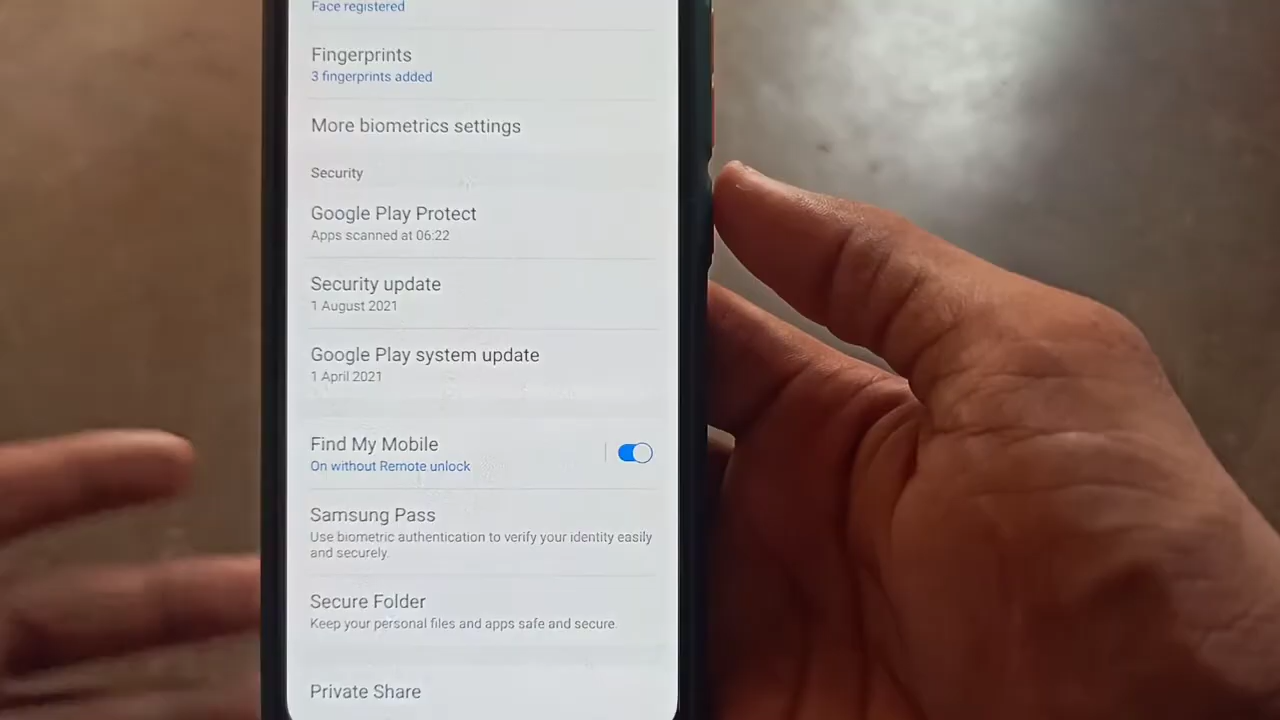 Face registered
Fingerprints
3 fingerprints added
More biometrics settings
Security
Google Play Protect
Apps scanned at 06:22
Security update
1 August 2021
Google Play system update
1 April 2021
Find My Mobile
On without Remote unlock
Samsung Pass
Use biometric authentication to verify your identity easily
and securely.
Secure Folder
Keep your personal files and apps safe and secure.
Private Share